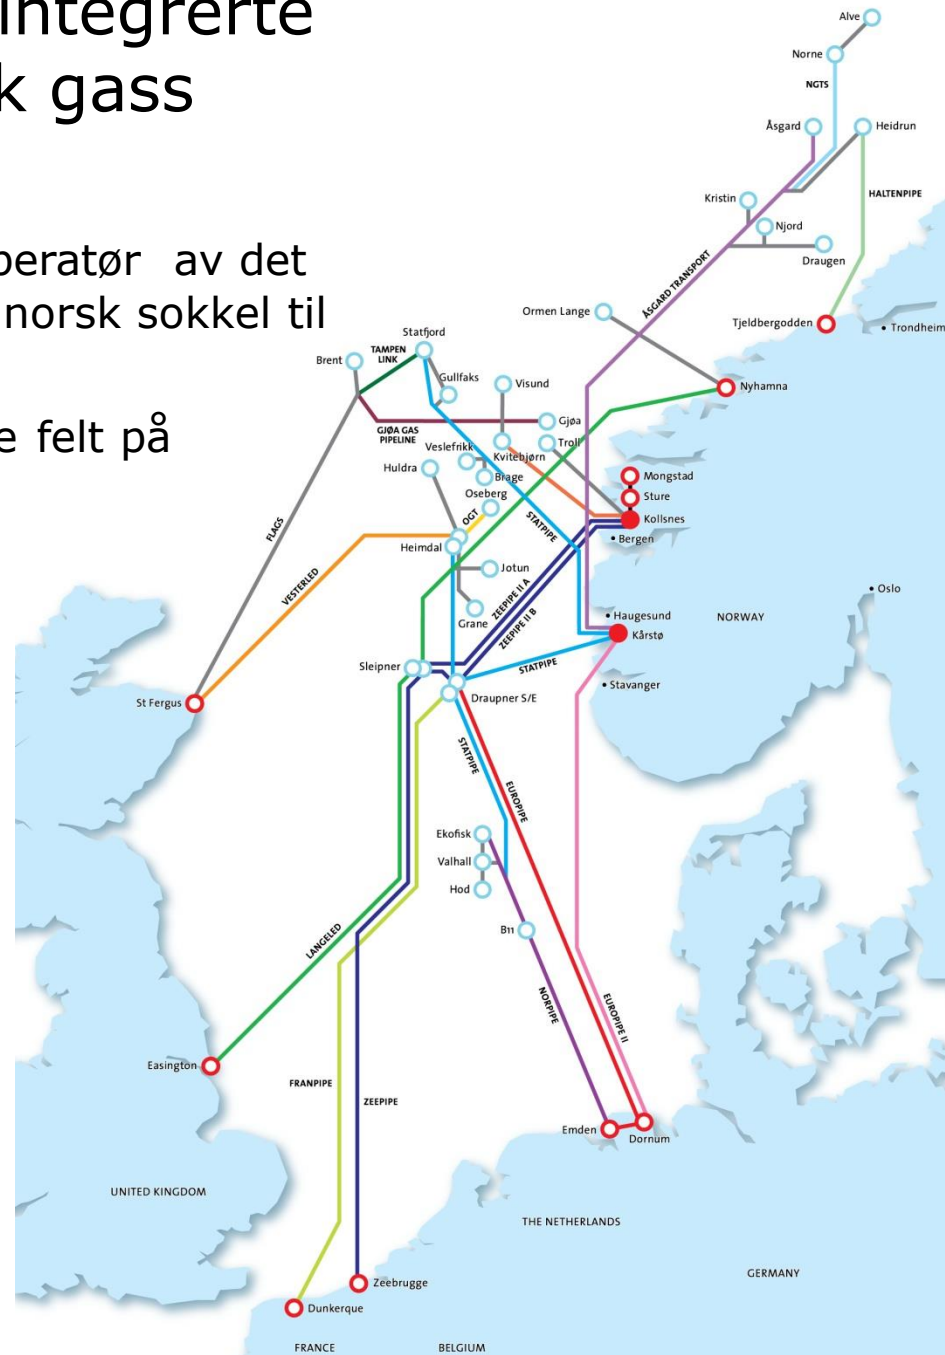 integrerte
k gass
peratør av det
norsk sokkel til
e felt på
Alve
Norne
NGTS
Åsgard
Heidrun
HALTENPIPE
Kristin
Njord
Draugen
ÅSGARD TRANSPORT
Ormen Lange
Tjeldbergodden
Trondheim
Statfjord
TAMPEN
LINK
Brent
Gullfaks
Visund
Nyhamna
GJØA GAS
PIPELINE
Gjøa
Troll
Veslefrikk
Kvitebjørn
Huldra
Brage
Oseberg
Mongstad
Sture
Kollsnes
Bergen
OGT
STATPIPE
FLAGS
Heimdal
VESTERLED
Jotun
ZEEPIPE II A
ZEEPIPE II B
Grane
Oslo
Haugesund
NORWAY
Kårstø
Sleipner
STATPIPE
Stavanger
St Fergus
Draupner S/E
STATPIPE
EUROPIPE
Ekofisk
Valhall
Hod
B11
LANGELED
NORPIPE
EUROPIPE II
Easington
FRANPIPE
ZEEPIPE
Emden
Dornum
UNITED KINGDOM
THE NETHERLANDS
GERMANY
Zeebrugge
Dunkerque
FRANCE
BELGIUM